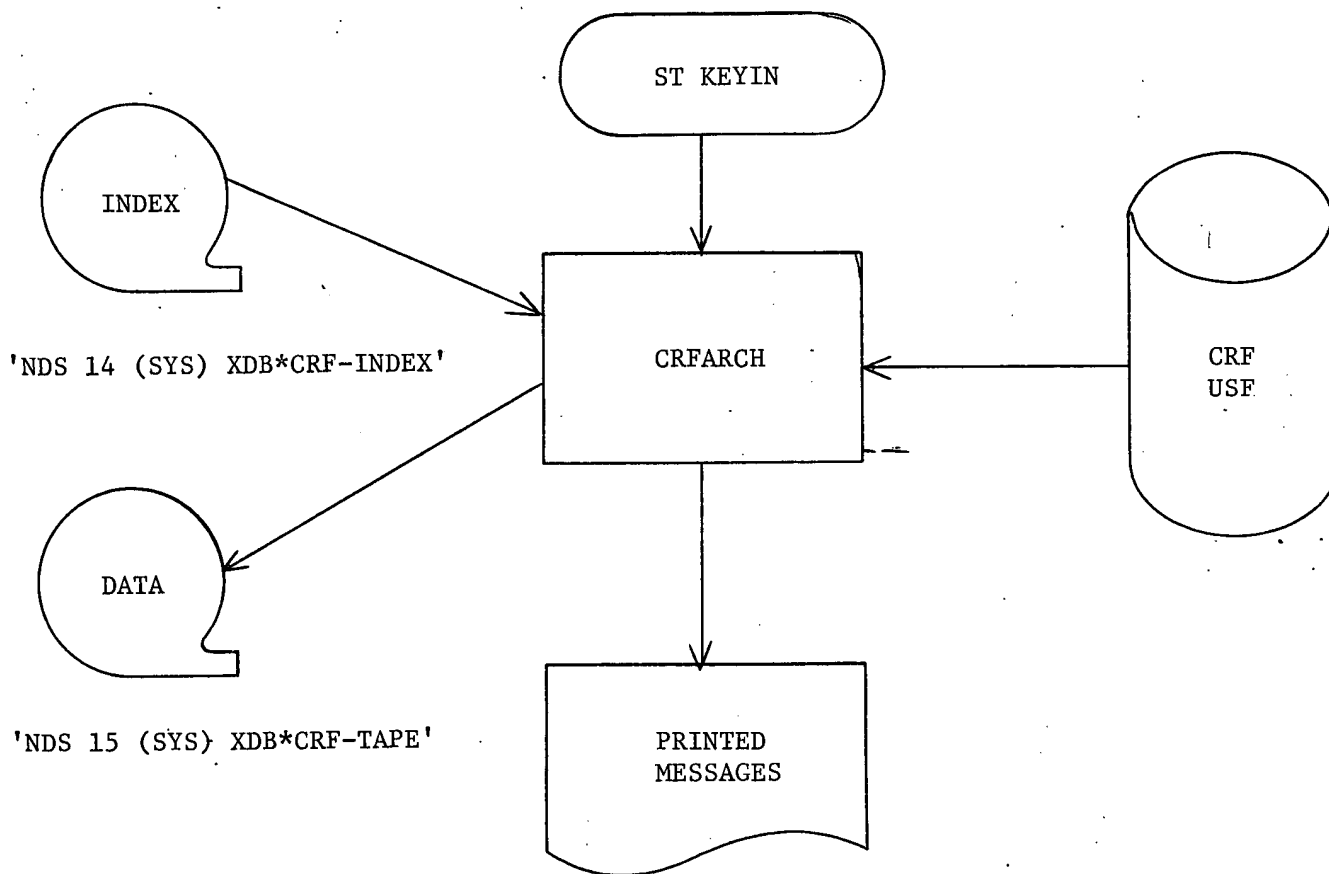 ST KEYIN
INDEX
'NDS 14 (SYS) XDB*CRF-INDEX'
CRFARCH
CRF
USF
DATA
'NDS 15 (SYS) XDB*CRF-TAPE'
PRINTED
MESSAGES